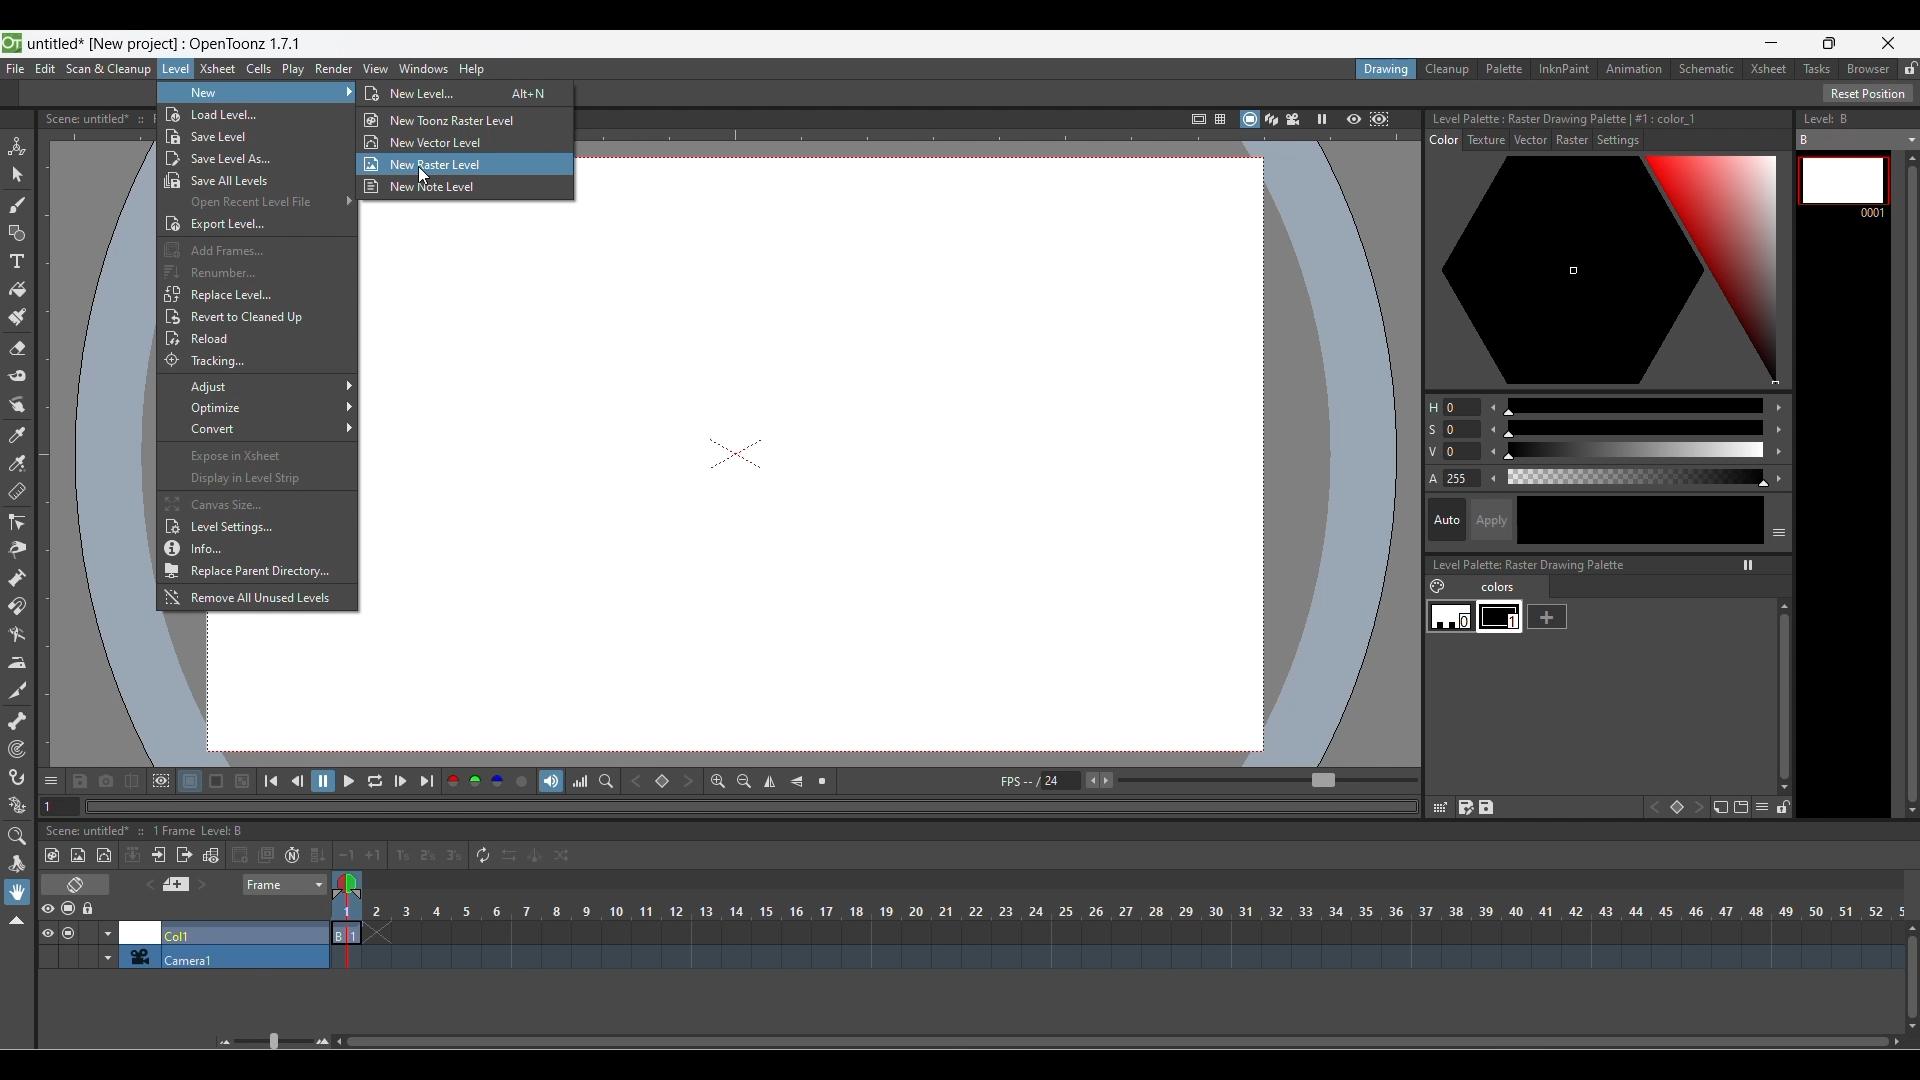 OT untitled* [New project] : OpenToonz 1.7.1
File Edit Scan & Cleanup Level Xsheet Cells Play Render View Windows Help
Drawing Cleanup Palette InknPaint Animation Schematic Xsheet Tasks Browser
Reset Position
New
Load Level...
Save Level
Save Level As...
Save All Levels
Open Recent Level File
Export Level...
Add Frames...
Renumber...
Replace Level...
Revert to Cleaned Up
Reload
Tracking...
Adjust
Optimize
Convert
Expose in Xsheet
Display in Level Strip
Canvas Size...
Level Settings...
Info...
Replace Parent Directory...
Remove All Unused Levels
New Level... Alt+N
New Toonz Raster Level
New Vector Level
New Raster Level
New Note Level
Scene: untitled* ::
Level Palette : Raster Drawing Palette | #1 : color_1
Color Texture Vector Raster Settings
H 0
S 0
V 0
A 255
Auto Apply
Level Palette: Raster Drawing Palette
colors
0 1 +
Level: B
B
0001
FPS -- / 24
1
Scene: untitled* :: 1 Frame Level: B
-1 +1 1's 2's 3's
Frame
1 2 3 4 5 6 7 8 9 10 11 12 13 14 15 16 17 18 19 20 21 22 23 24 25 26 27 28 29 30 31 32 33 34 35 36 37 38 39 40 41 42 43 44 45 46 47 48 49 50 51 52 5
Col1
B 1
Camera1